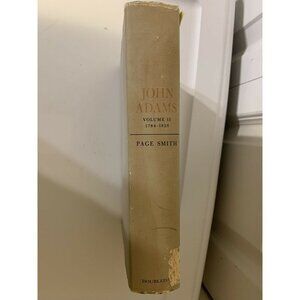 JOHN
ADAMS
VOLUME II
1784-1826
PAGE SMITH
DOUBLEDAY